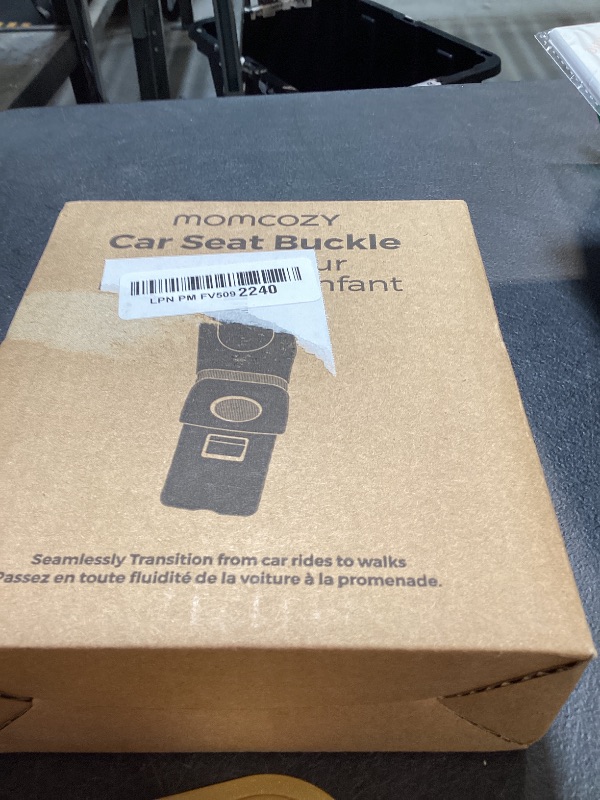 momcozy
Car Seat Buckle
ur
nfant
LPN PM FV509 2240
Seamlessly Transition from car rides to walks
Passez en toute fluidité de la voiture à la promenade.